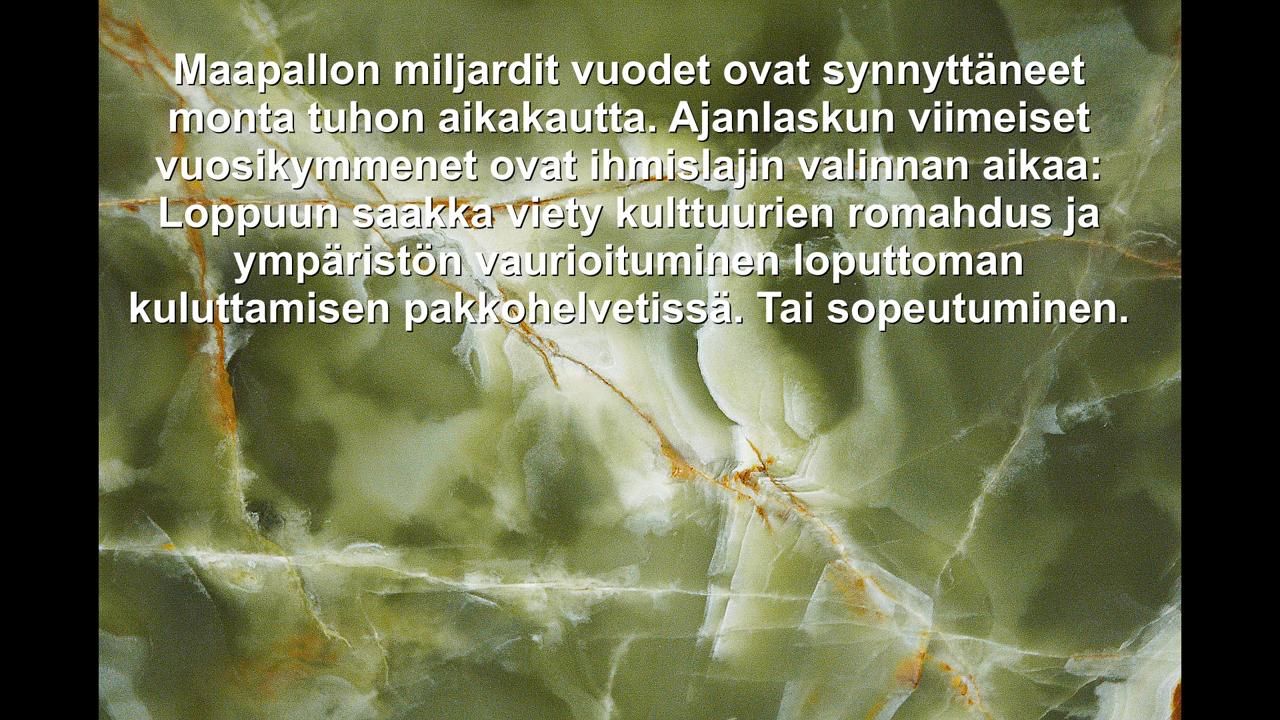 Maapallon miljardit vuodet ovat synnyttäneet
monta tuhon aikakautta. Ajanlaskun viimeiset
vuosikymmenet ovat ihmislajin valinnan aikaa:
Loppuun saakka viety kulttuurien romahdus ja
ympäristön vaurioituminen loputtoman
kuluttamisen pakkohelvetissä. Tai sopeutuminen.